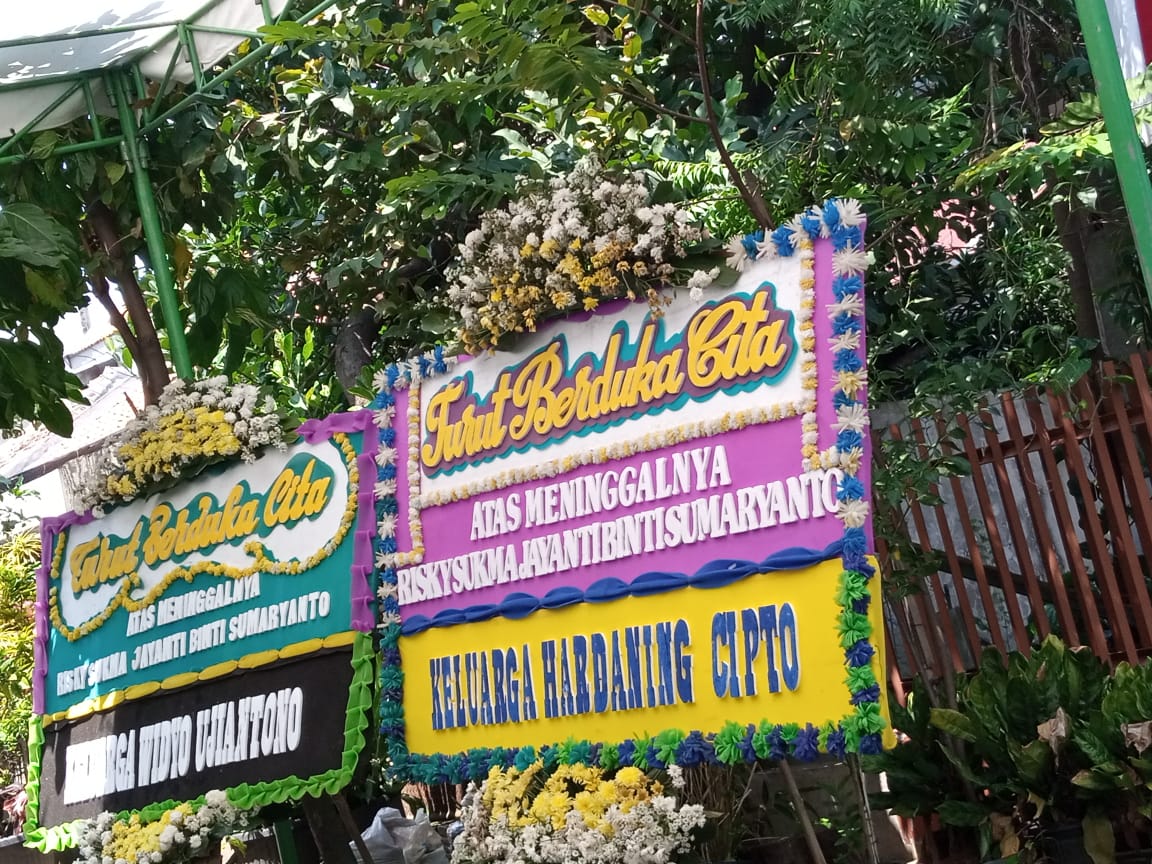 Turut Berduka Cita
ATAS MENINGGALNYA
RISKY SUKMA JAYANTI BINTI SUMARYANTO
KELUARGA WIDYO UJIANTONO
Turut Berduka Cita
ATAS MENINGGALNYA
RISKY SUKMA JAYANTI BINTI SUMARYANTO
KELUARGA HARDANING CIPTO